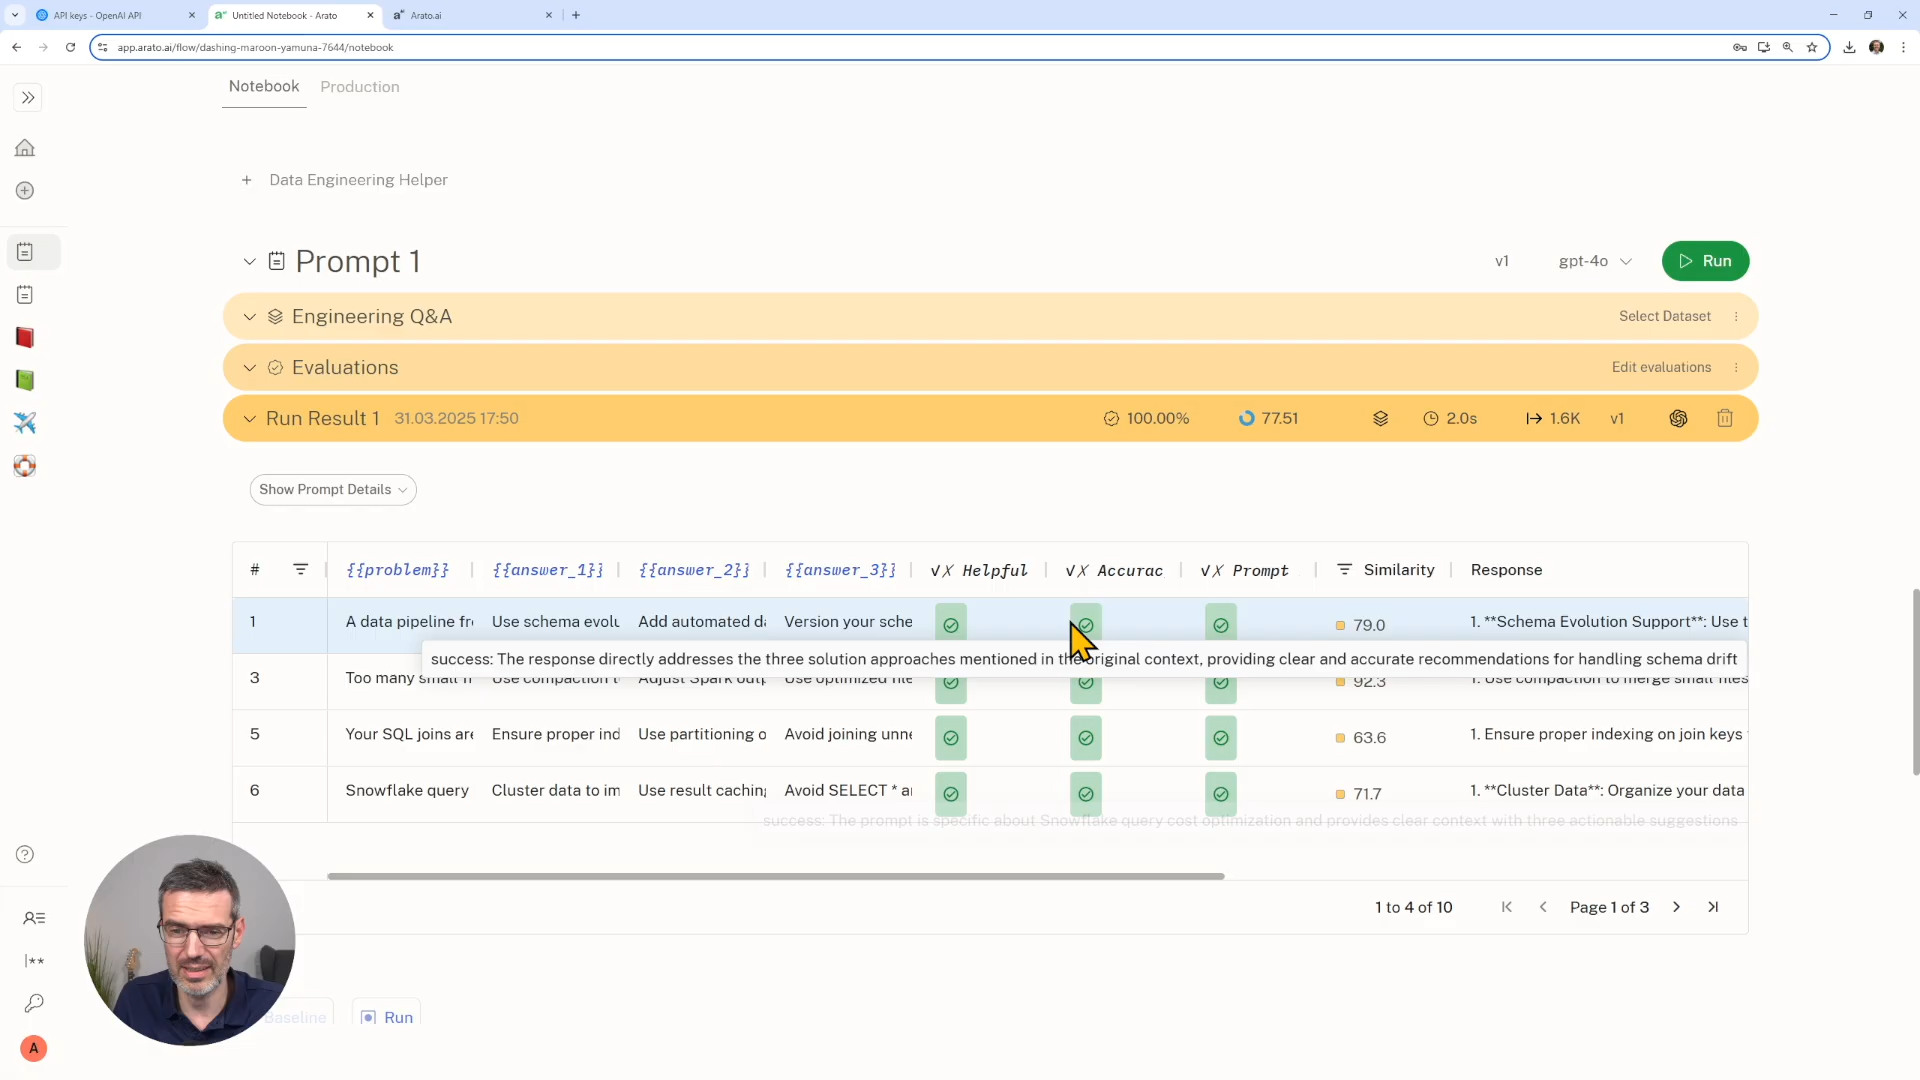 API keys - OpenAI API
Untitled Notebook - Arato
Arato.ai
app.arato.ai/flow/dashing-maroon-yamuna-7644/notebook
Notebook
Production
Data Engineering Helper
Prompt 1
v1
gpt-4o
Run
Engineering Q&A
Select Dataset
Evaluations
Edit evaluations
Run Result 1
31.03.2025 17:50
100.00%
77.51
2.0s
1.6K
v1
Show Prompt Details
# {{problem}} {{answer_1}} {{answer_2}} {{answer_3}} √X Helpful √X Accurac √X Prompt Similarity Response
1 A data pipeline fr Use schema evolu Add automated d Version your sche 79.0 1. **Schema Evolution Support**: Use t
success: The response directly addresses the three solution approaches mentioned in the original context, providing clear and accurate recommendations for handling schema drift
3 Too many small 92.3 1. Use compaction to merge small files
5 Your SQL joins are Ensure proper ind Use partitioning o Avoid joining unne 63.6 1. Ensure proper indexing on join keys
6 Snowflake query Cluster data to im Use result caching Avoid SELECT * a 71.7 1. **Cluster Data**: Organize your data
success: The prompt is specific about Snowflake query cost optimization and provides clear context with three actionable suggestions
1 to 4 of 10
Page 1 of 3
Baseline
Run
A